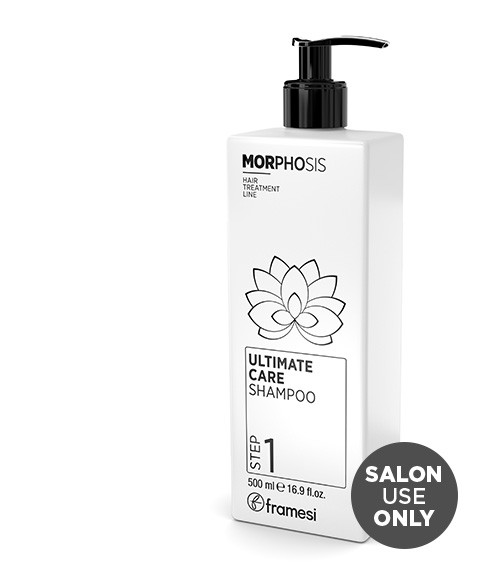 MORPHOSIS
HAIR
TREATMENT
LINE
ULTIMATE
CARE
SHAMPOO
STEP 1
500 ml ℮ 16.9 fl.oz.
framesi
SALON
USE
ONLY